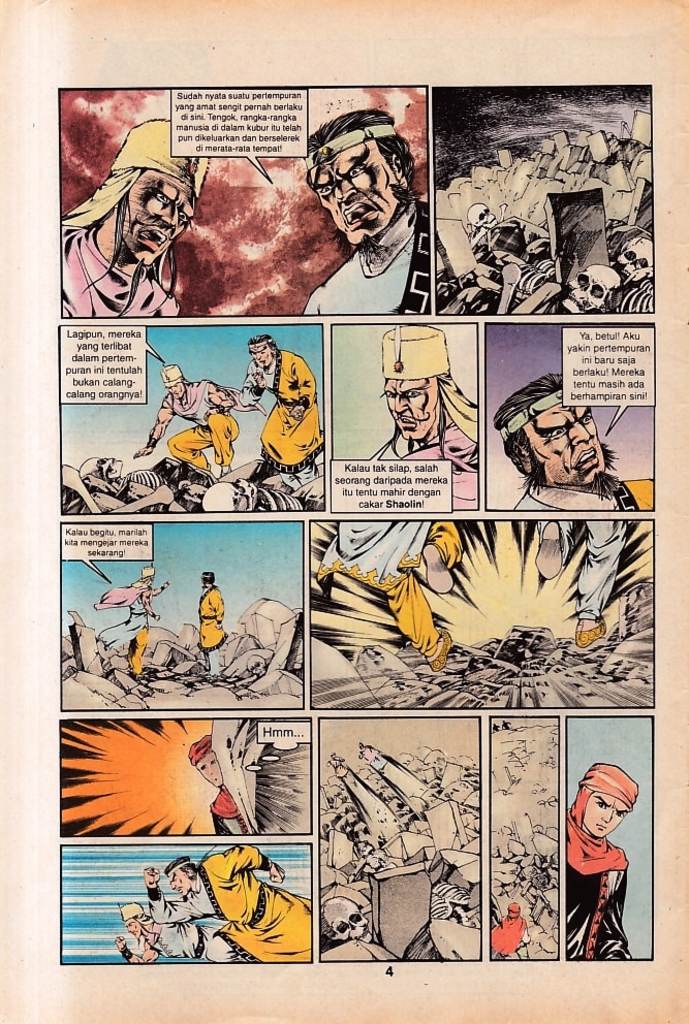 Sudah nyata suatu pertempuran
yang amat sengit pernah berlaku
di sini. Tengok, rangka-rangka
manusia di dalam kubur itu telah
pun dikeluarkan dan berselerek
di merata-rata tempat!
Lagipun, mereka
yang terlibat
dalam pertem-
puran ini tentulah
bukan calang-
calang orangnya!
Kalau tak silap, salah
seorang daripada mereka
itu tentu mahir dengan
cakar Shaolin!
Ya, betul! Aku
yakin pertempuran
ini baru saja
berlaku! Mereka
tentu masih ada
berhampiran sini!
Kalau begitu, marilah
kita mengejar mereka
sekarang!
Hmm...
4